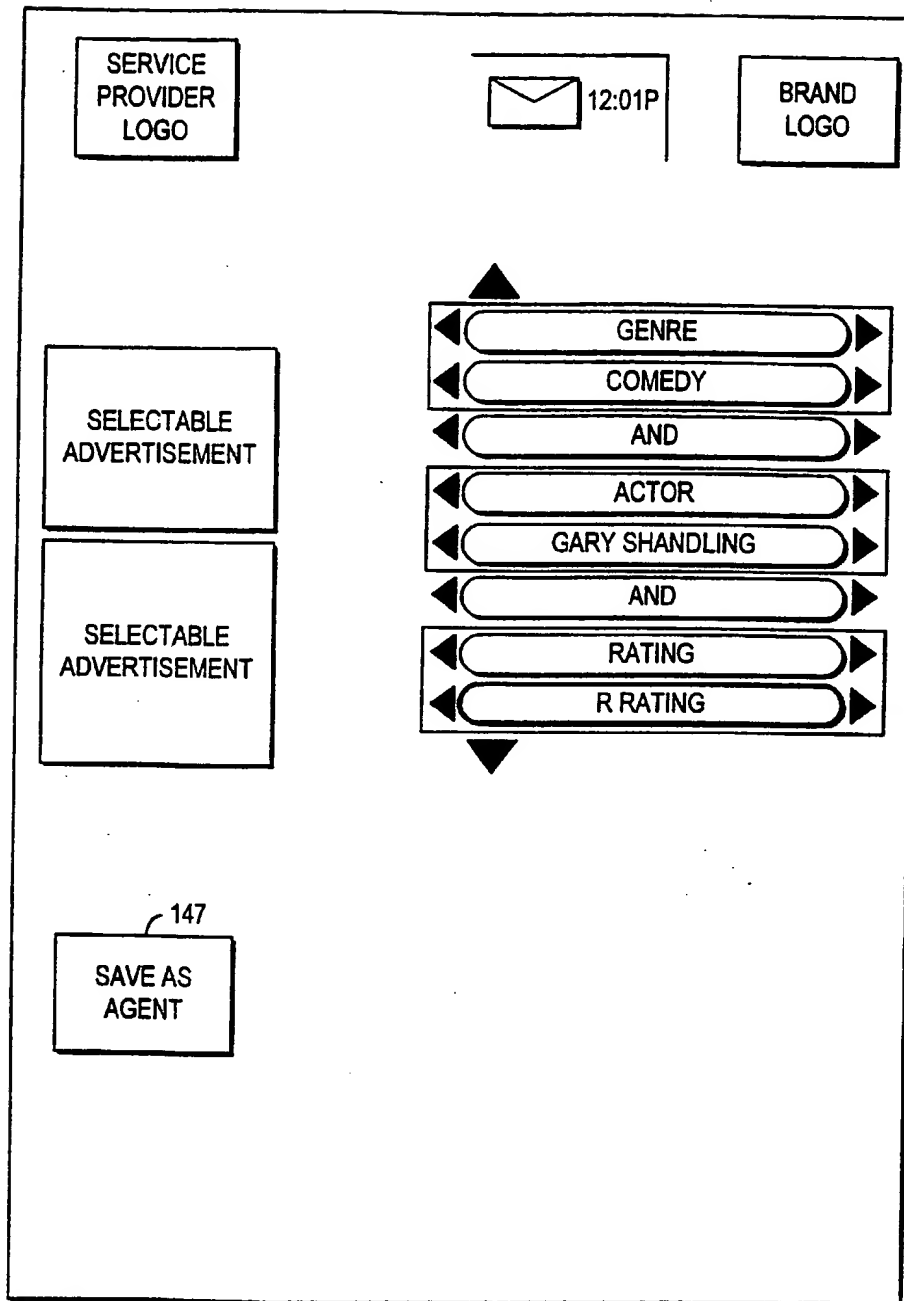 SERVICE
PROVIDER
LOGO
12:01P
BRAND
LOGO
GENRE
COMEDY
AND
ACTOR
GARY SHANDLING
AND
RATING
R RATING
SELECTABLE
ADVERTISEMENT
SELECTABLE
ADVERTISEMENT
147
SAVE AS
AGENT